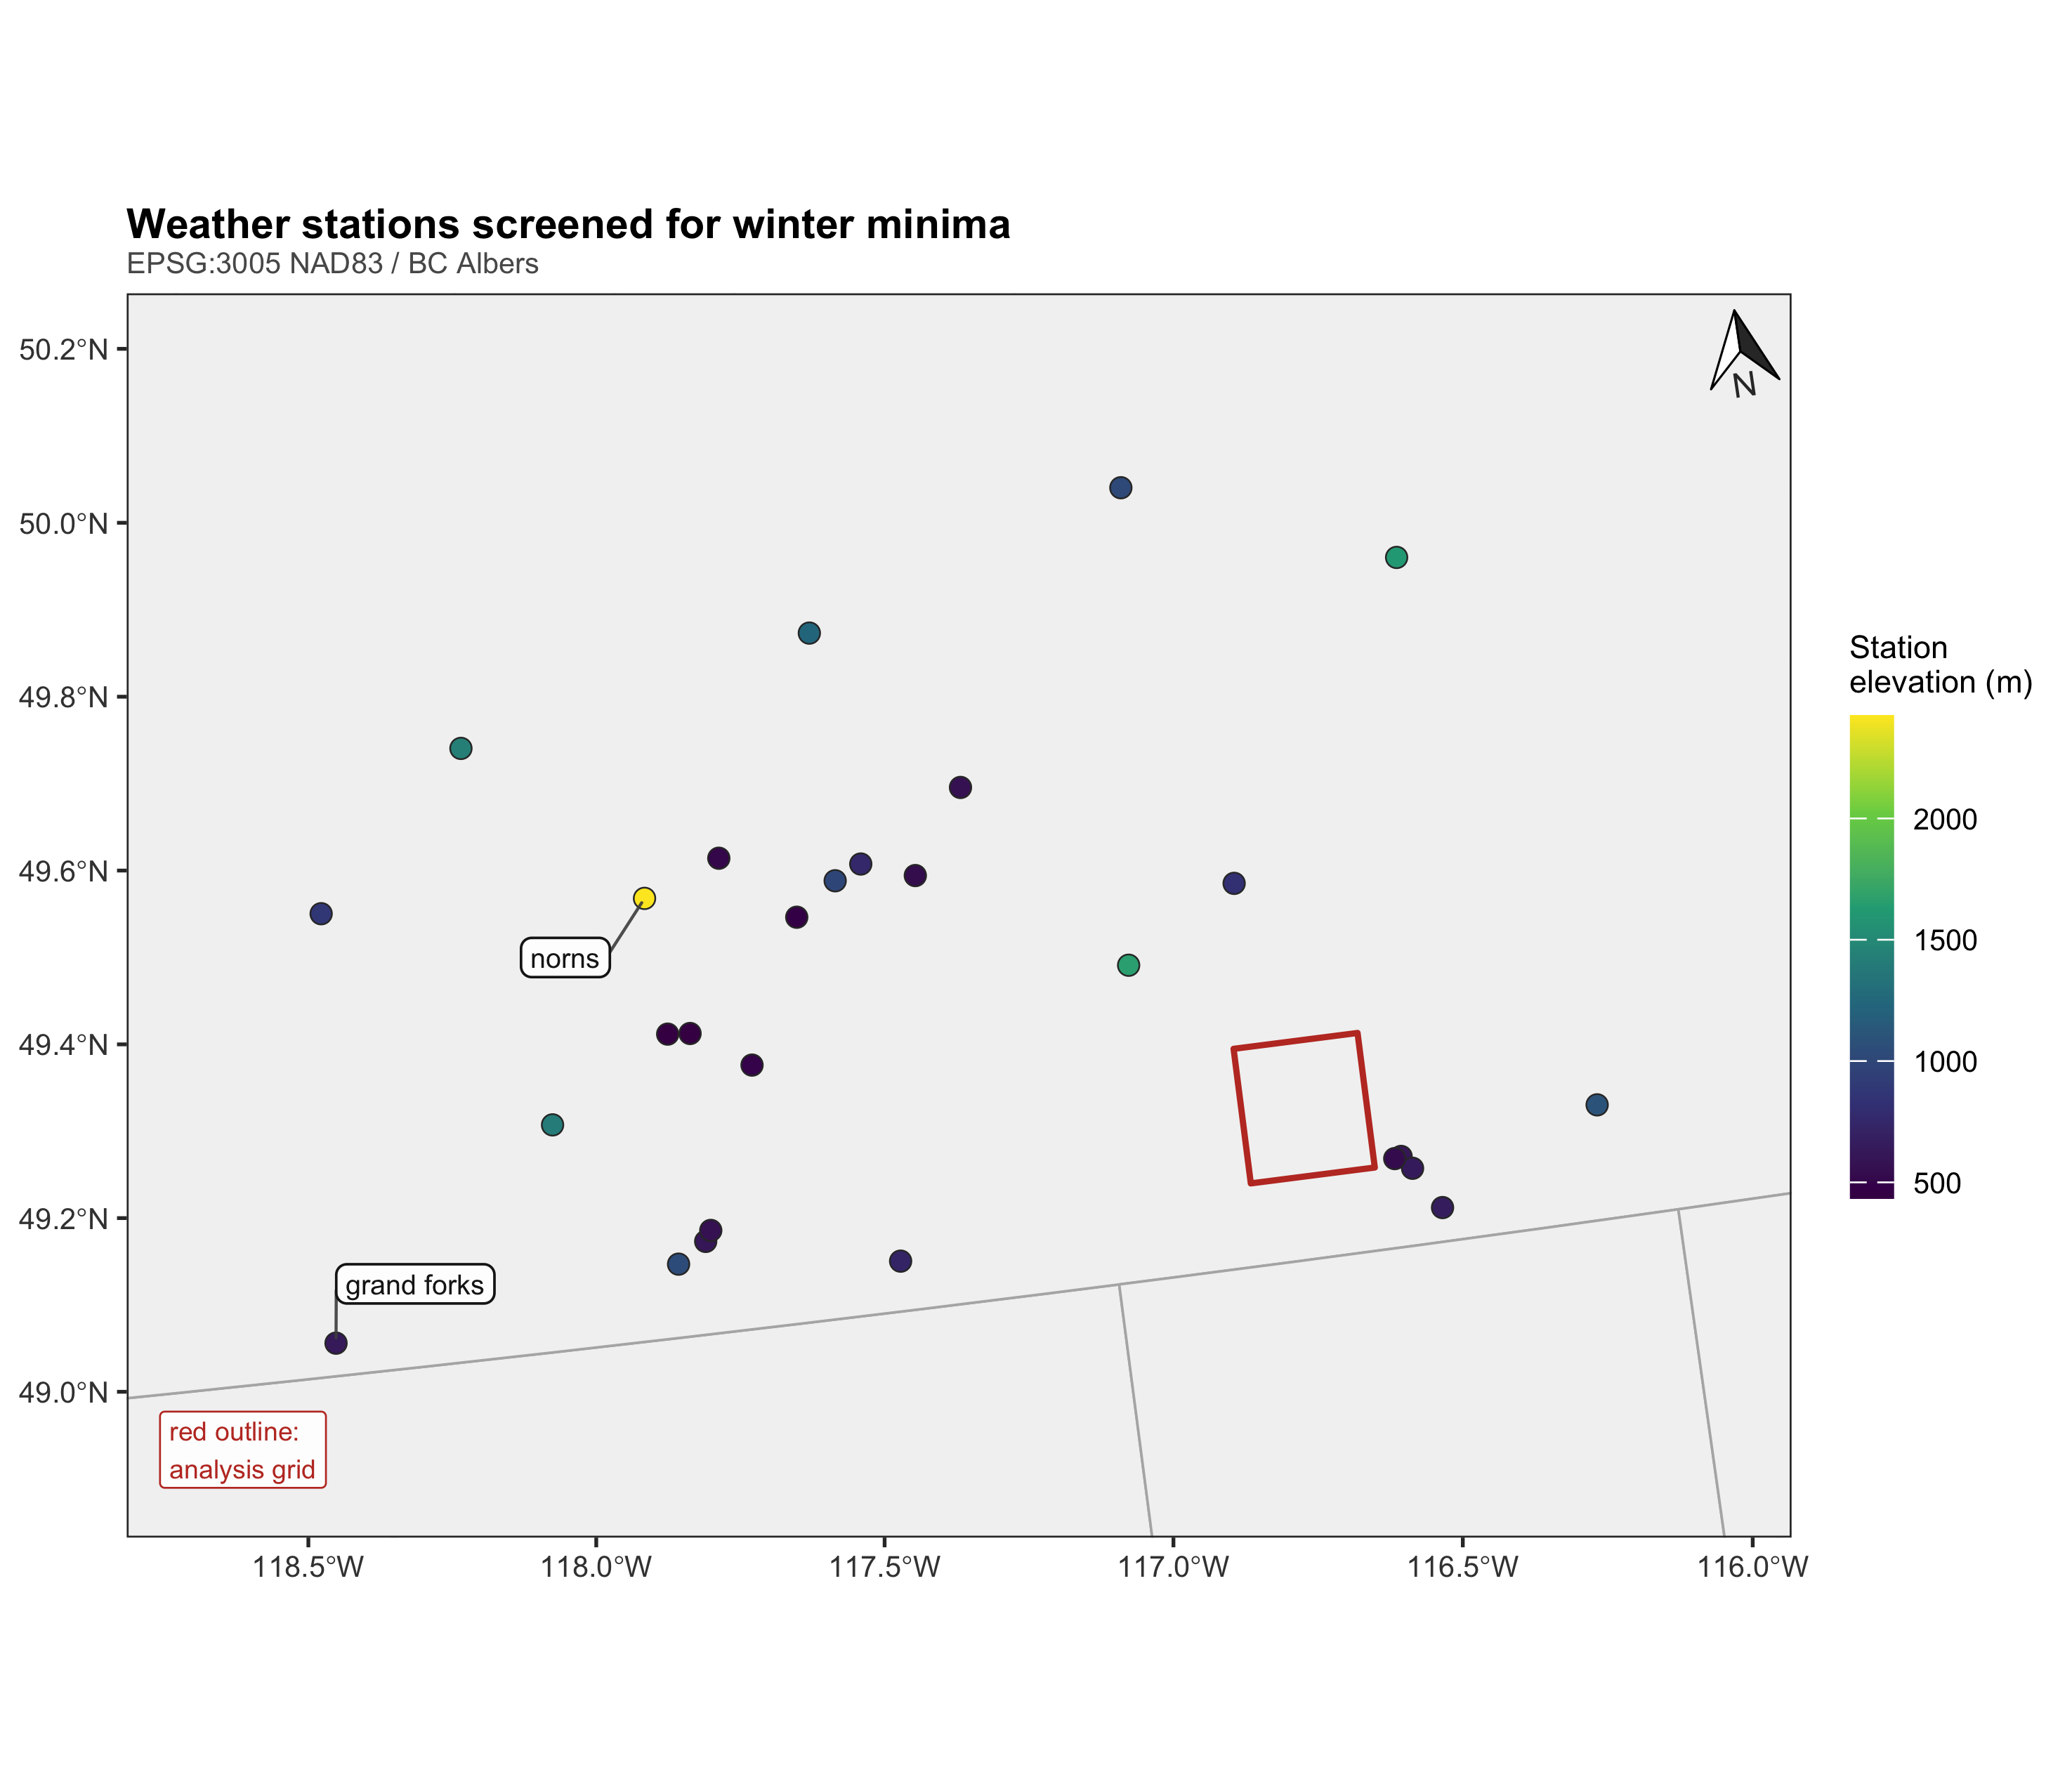 Weather stations screened for winter minima
EPSG:3005 NAD83 / BC Albers
50.2°N
50.0°N
49.8°N
49.6°N
49.4°N
49.2°N
49.0°N
N
norns
grand forks
red outline:
analysis grid
118.5°W
118.0°W
117.5°W
117.0°W
116.5°W
116.0°W
Station
elevation (m)
2000
1500
1000
500